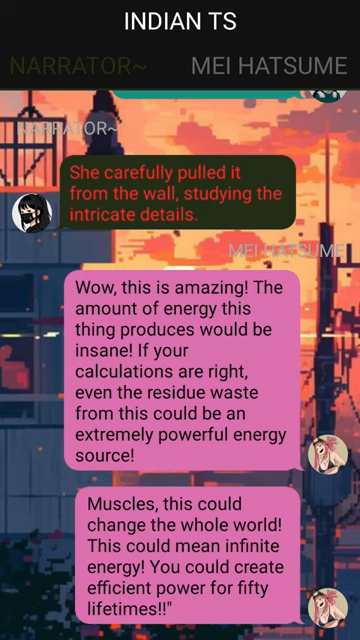 INDIAN TS
NARRATOR~ MEI HATSUME
NARRATOR~
She carefully pulled it
from the wall, studying the
intricate details.
MEI HATSUME
Wow, this is amazing! The
amount of energy this
thing produces would be
insane! If your
calculations are right,
even the residue waste
from this could be an
extremely powerful energy
source!
Muscles, this could
change the whole world!
This could mean infinite
energy! You could create
efficient power for fifty
lifetimes!!"